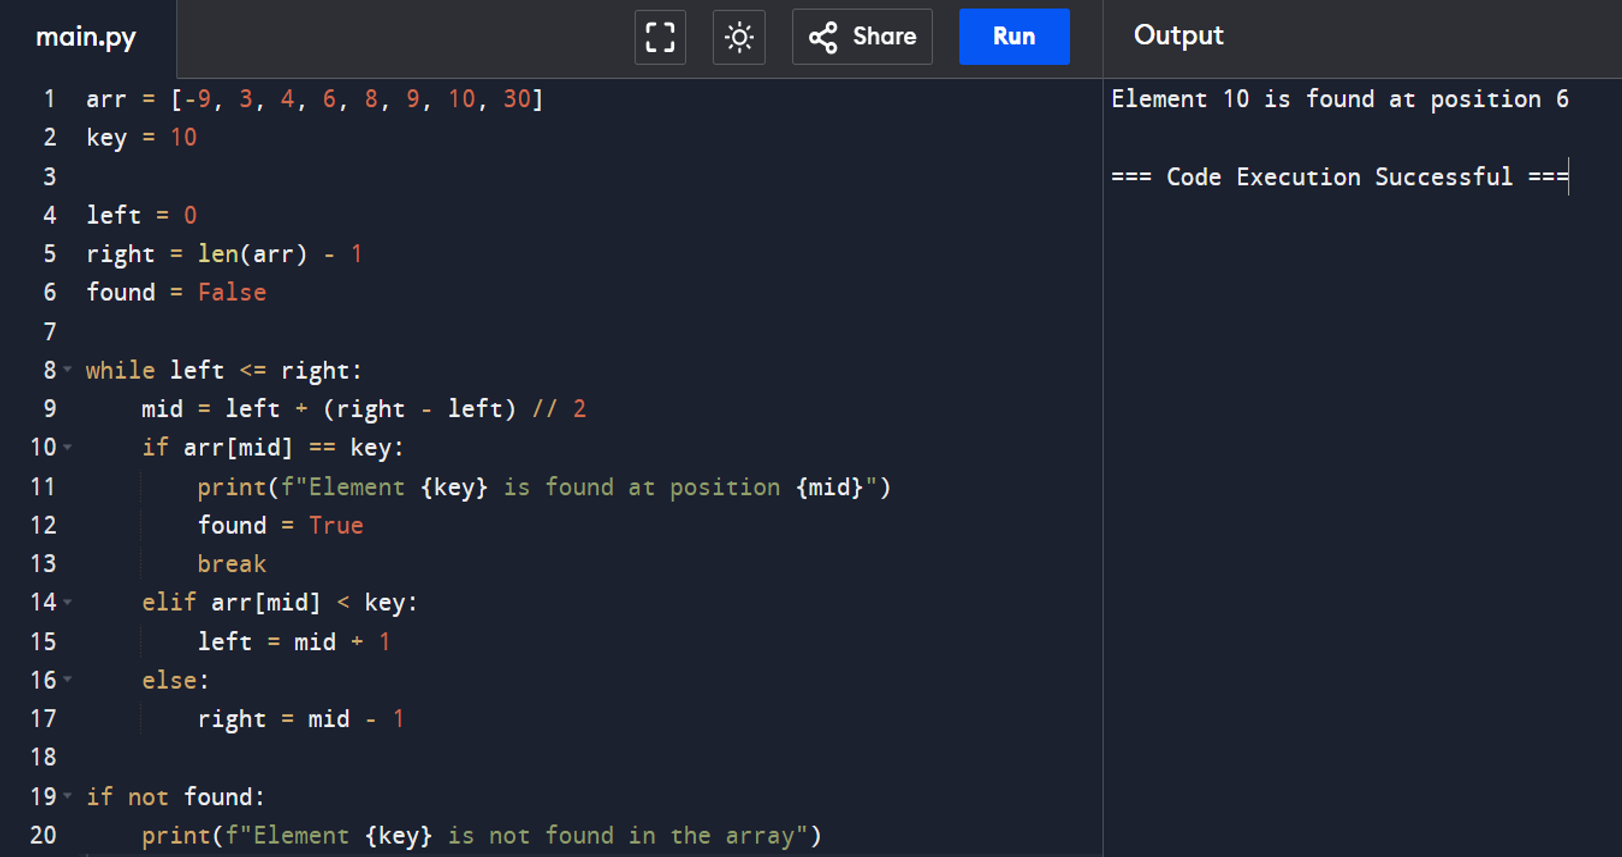 main.py
Share
Run
Output
1 arr = [-9, 3, 4, 6, 8, 9, 10, 30]
2 key = 10
3
4 left = 0
5 right = len(arr) - 1
6 found = False
7
8 while left <= right:
9     mid = left + (right - left) // 2
10     if arr[mid] == key:
11         print(f"Element {key} is found at position {mid}")
12         found = True
13         break
14     elif arr[mid] < key:
15         left = mid + 1
16     else:
17         right = mid - 1
18
19 if not found:
20     print(f"Element {key} is not found in the array")
Element 10 is found at position 6
=== Code Execution Successful ===